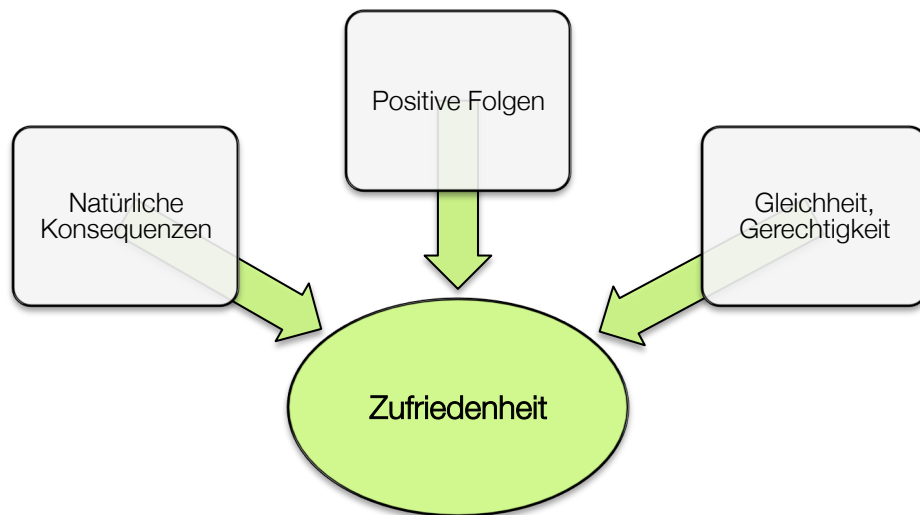 Positive Folgen
Natürliche
Konsequenzen
Gleichheit,
Gerechtigkeit
Zufriedenheit